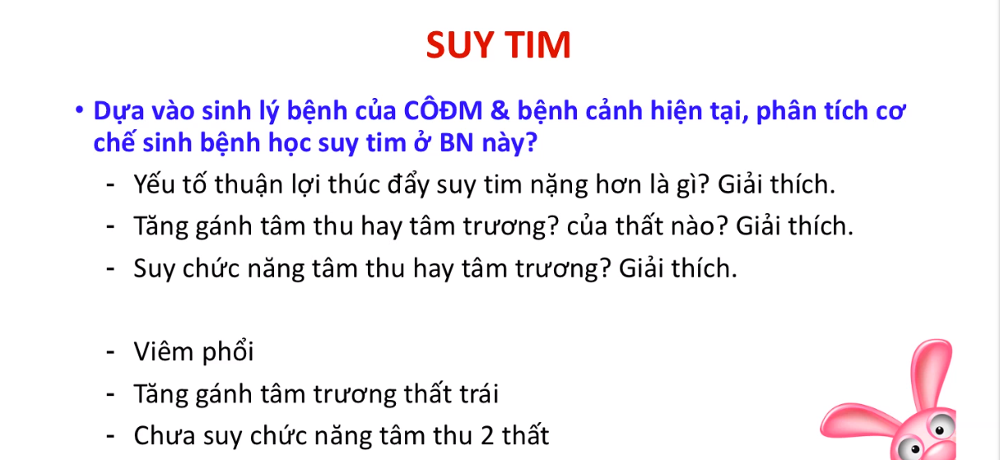 SUY TIM
• Dựa vào sinh lý bệnh của CÔĐM & bệnh cảnh hiện tại, phân tích cơ
chế sinh bệnh học suy tim ở BN này?
- Yếu tố thuận lợi thúc đẩy suy tim nặng hơn là gì? Giải thích.
- Tăng gánh tâm thu hay tâm trương? của thất nào? Giải thích.
- Suy chức năng tâm thu hay tâm trương? Giải thích.
- Viêm phổi
- Tăng gánh tâm trương thất trái
- Chưa suy chức năng tâm thu 2 thất